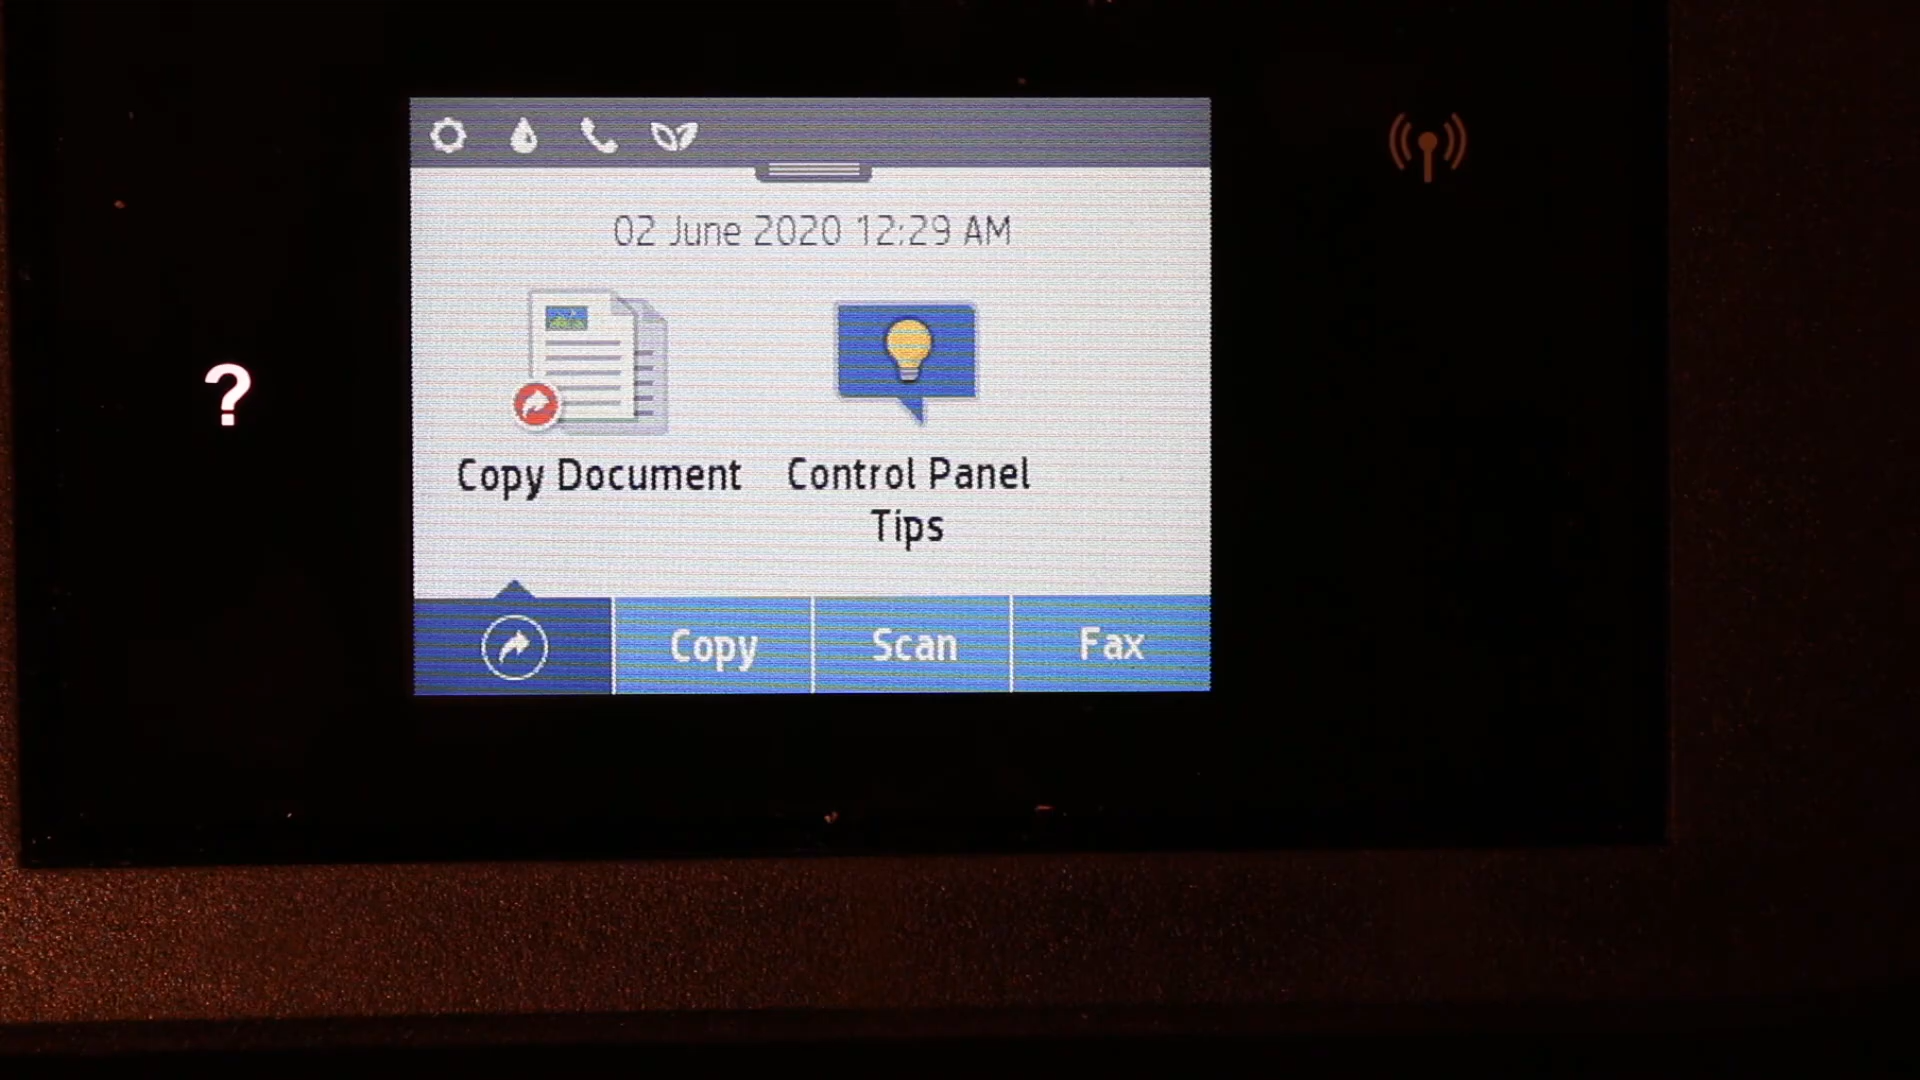 02 June 2020 12:29 AM
?
Copy Document
Control Panel
Tips
Copy
Scan
Fax